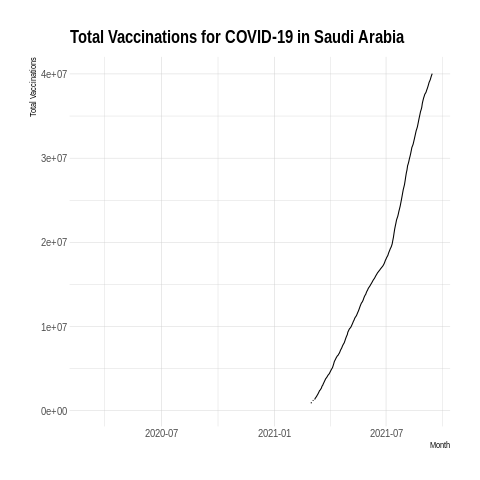 Total Vaccinations for COVID-19 in Saudi Arabia
Total Vaccinations
4e+07
3e+07
2e+07
1e+07
0e+00
2020-07
2021-01
2021-07
Month